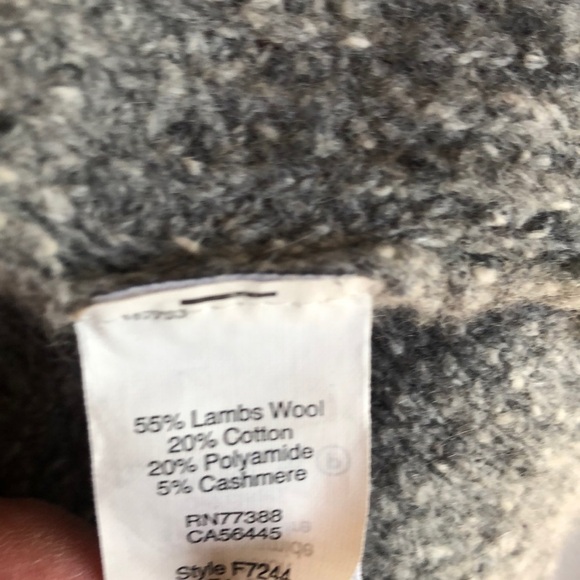 55% Lambs Wool
20% Cotton
20% Polyamide
5% Cashmere
RN77388
CA56445
Style F7244